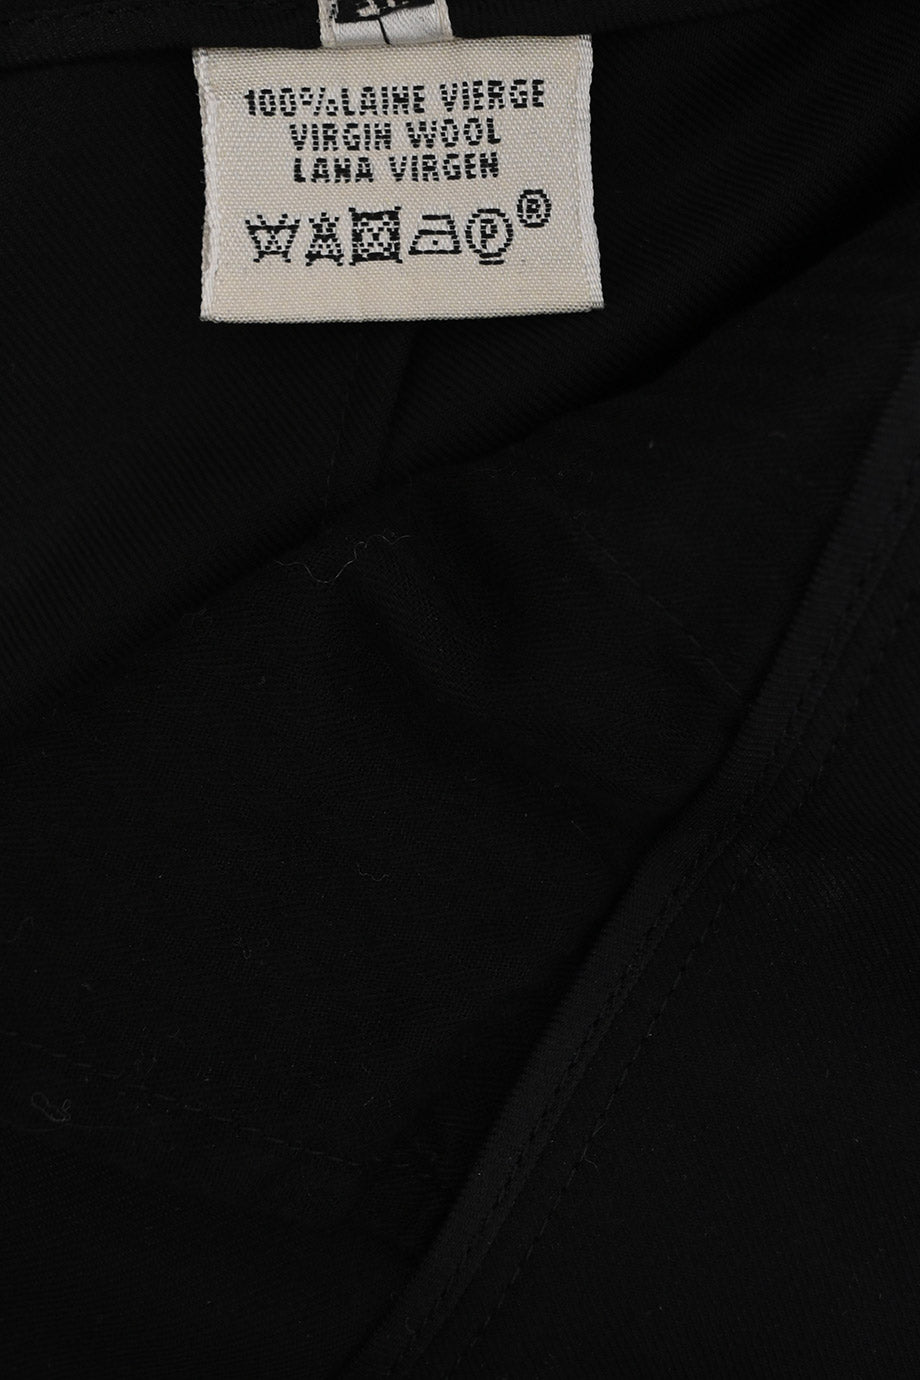 100%LAINE VIERGE
VIRGIN WOOL
LANA VIRGEN
P ®